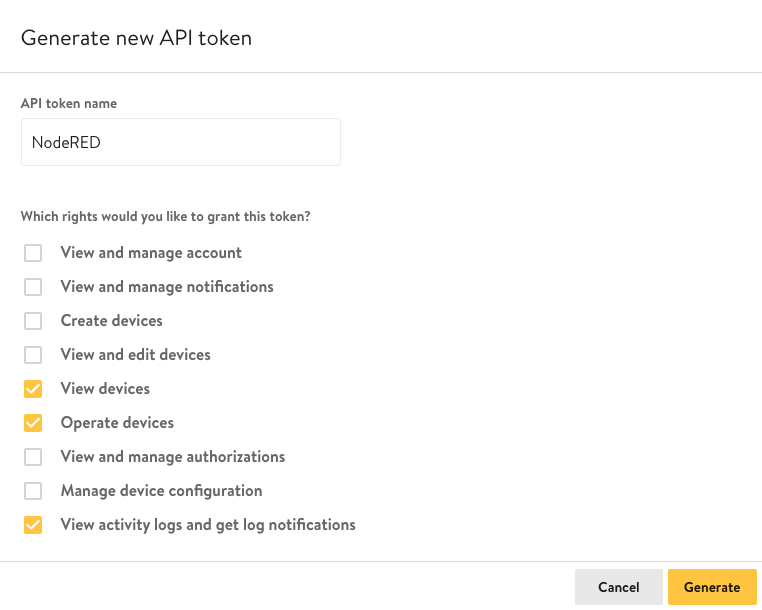 Generate new API token
API token name
NodeRED
Which rights would you like to grant this token?
View and manage account
View and manage notifications
Create devices
View and edit devices
View devices
Operate devices
View and manage authorizations
Manage device configuration
View activity logs and get log notifications
Cancel
Generate